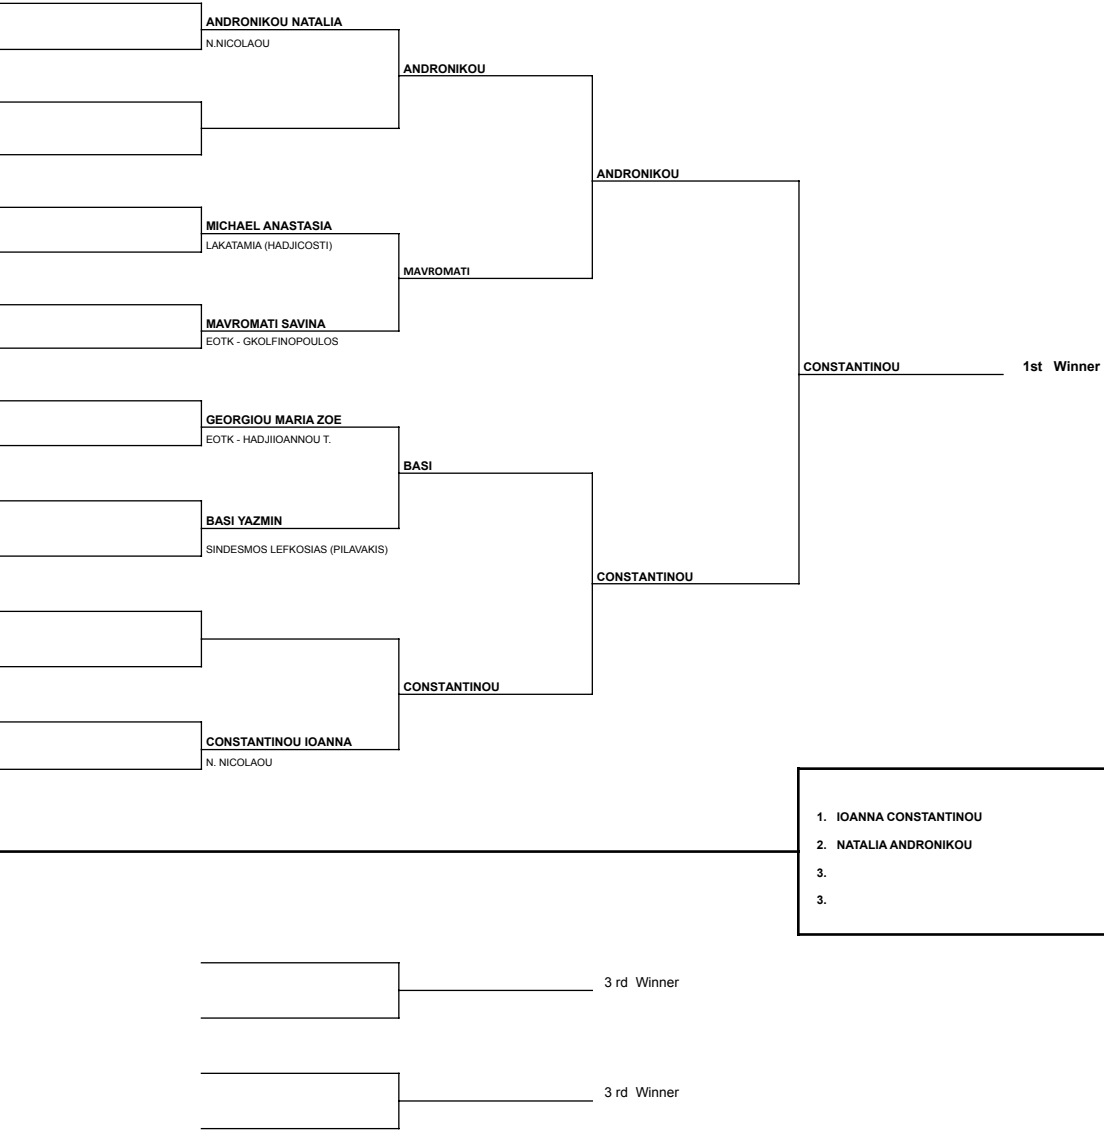 ANDRONIKOU NATALIA
N.NICOLAOU
ANDRONIKOU
ANDRONIKOU
MICHAEL ANASTASIA
LAKATAMIA (HADJICOSTI)
MAVROMATI
MAVROMATI SAVINA
EOTK - GKOLFINOPOULOS
CONSTANTINOU 1st Winner
GEORGIOU MARIA ZOE
EOTK - HADJIIOANNOU T.
BASI
BASI YAZMIN
SINDESMOS LEFKOSIAS (PILAVAKIS)
CONSTANTINOU
CONSTANTINOU
CONSTANTINOU IOANNA
N. NICOLAOU
1. IOANNA CONSTANTINOU
2. NATALIA ANDRONIKOU
3.
3.
3 rd Winner
3 rd Winner